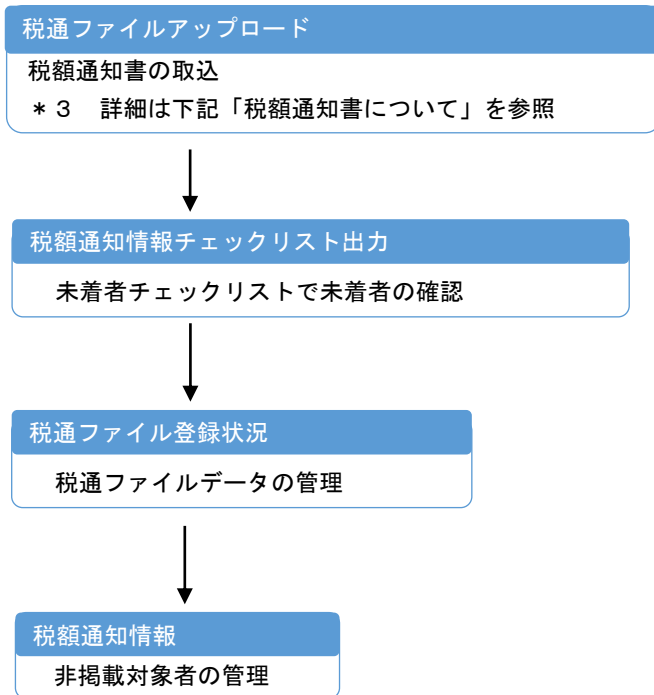 税通ファイルアップロード
税額通知書の取込
＊３　詳細は下記「税額通知書について」を参照
税額通知情報チェックリスト出力
未着者チェックリストで未着者の確認
税通ファイル登録状況
税通ファイルデータの管理
税額通知情報
非掲載対象者の管理